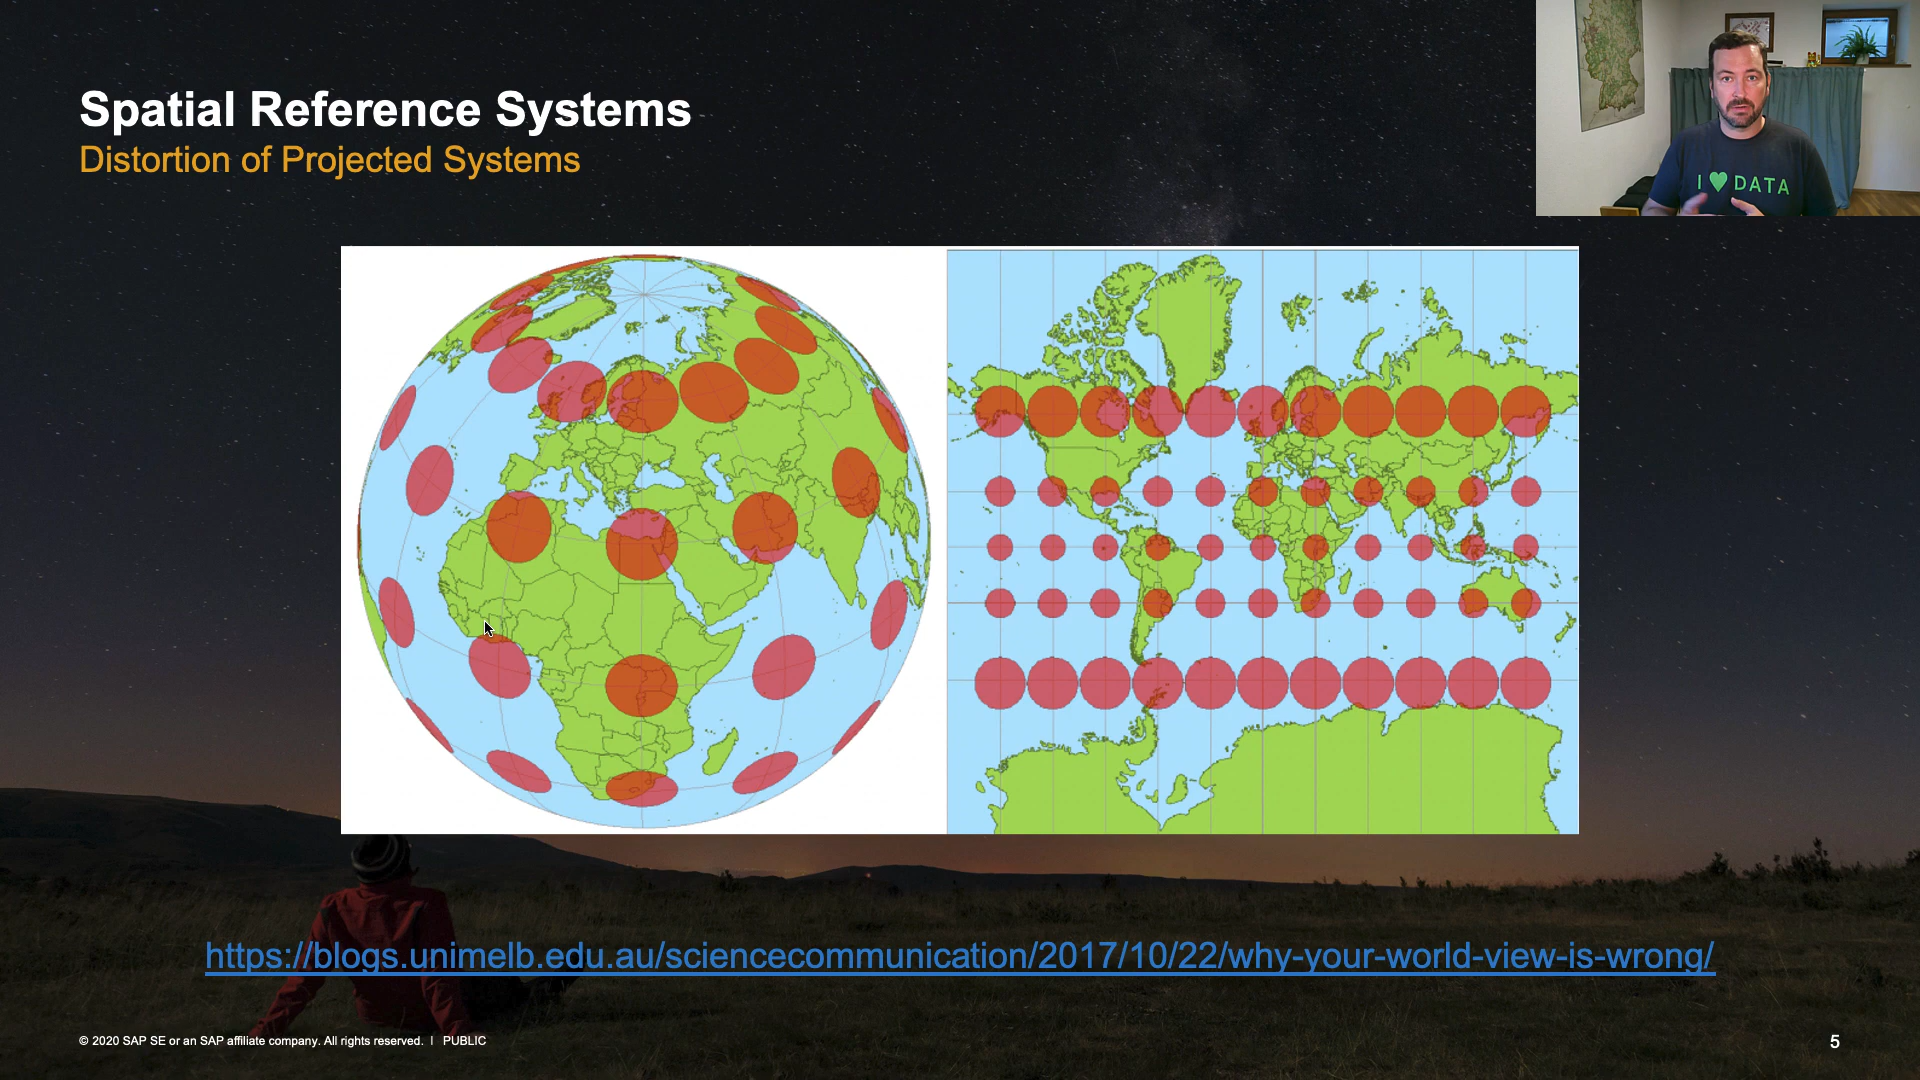 Spatial Reference Systems
Distortion of Projected Systems
I ♥ DATA
https://blogs.unimelb.edu.au/sciencecommunication/2017/10/22/why-your-world-view-is-wrong/
© 2020 SAP SE or an SAP affiliate company. All rights reserved. | PUBLIC
5